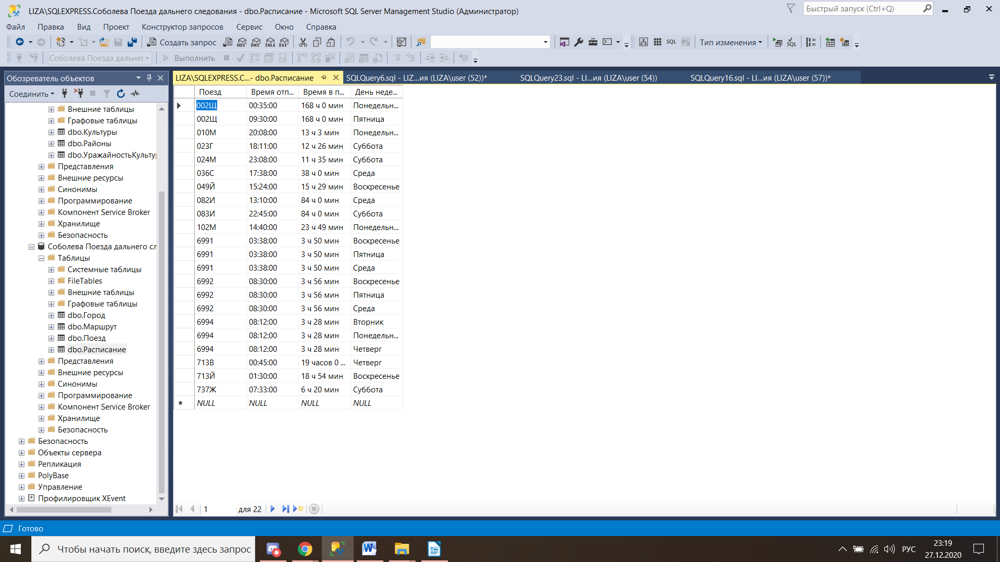 LIZA\SQLEXPRESS.Соболева Поезда дальнего следования - dbo.Расписание - Microsoft SQL Server Management Studio (Администратор)
Быстрый запуск (Ctrl+Q)
Файл Правка Вид Проект Конструктор запросов Сервис Окно Справка
Создать запрос MDX DMX XMLA DAX SQL Тип изменения SQL
Соболева Поезда дальнег Выполнить
Обозреватель объектов
Соединить
Внешние таблицы
Графовые таблицы
dbo.Культуры
dbo.Районы
dbo.УражайностьКультур
Представления
Внешние ресурсы
Синонимы
Программирование
Компонент Service Broker
Хранилище
Безопасность
Соболева Поезда дальнего сл
Таблицы
Системные таблицы
FileTables
Внешние таблицы
Графовые таблицы
dbo.Город
dbo.Маршрут
dbo.Поезд
dbo.Расписание
Представления
Внешние ресурсы
Синонимы
Программирование
Компонент Service Broker
Хранилище
Безопасность
Безопасность
Объекты сервера
Репликация
PolyBase
Управление
Профилировщик XEvent
LIZA\SQLEXPRESS.С...- dbo.Расписание SQLQuery6.sql - LIZ...ия (LIZA\user (52))* SQLQuery23.sql - LI...ия (LIZA\user (54)) SQLQuery16.sql - LI...ия (LIZA\user (57))*
Поезд Время отп... Время в п... День неде...
002Щ 00:35:00 168 ч 0 мин Понедельн...
002Щ 09:30:00 168 ч 0 мин Пятница
010М 20:08:00 13 ч 3 мин Понедельн...
023Г 18:11:00 12 ч 26 мин Суббота
024М 23:08:00 11 ч 35 мин Суббота
036С 17:38:00 38 ч 0 мин Среда
049Й 15:24:00 15 ч 29 мин Воскресенье
082И 13:10:00 84 ч 0 мин Среда
083И 22:45:00 84 ч 0 мин Суббота
102М 14:40:00 23 ч 49 мин Понедельн...
6991 03:38:00 3 ч 50 мин Воскресенье
6991 03:38:00 3 ч 50 мин Пятница
6991 03:38:00 3 ч 50 мин Среда
6992 08:30:00 3 ч 56 мин Воскресенье
6992 08:30:00 3 ч 56 мин Пятница
6992 08:30:00 3 ч 56 мин Среда
6994 08:12:00 3 ч 28 мин Вторник
6994 08:12:00 3 ч 28 мин Понедельн...
6994 08:12:00 3 ч 28 мин Четверг
713В 00:45:00 19 часов 0 ... Четверг
713Й 01:30:00 18 ч 54 мин Воскресенье
737Ж 07:33:00 6 ч 20 мин Суббота
NULL NULL NULL NULL
1 для 22
Готово
Чтобы начать поиск, введите здесь запрос
РУС
23:19
27.12.2020